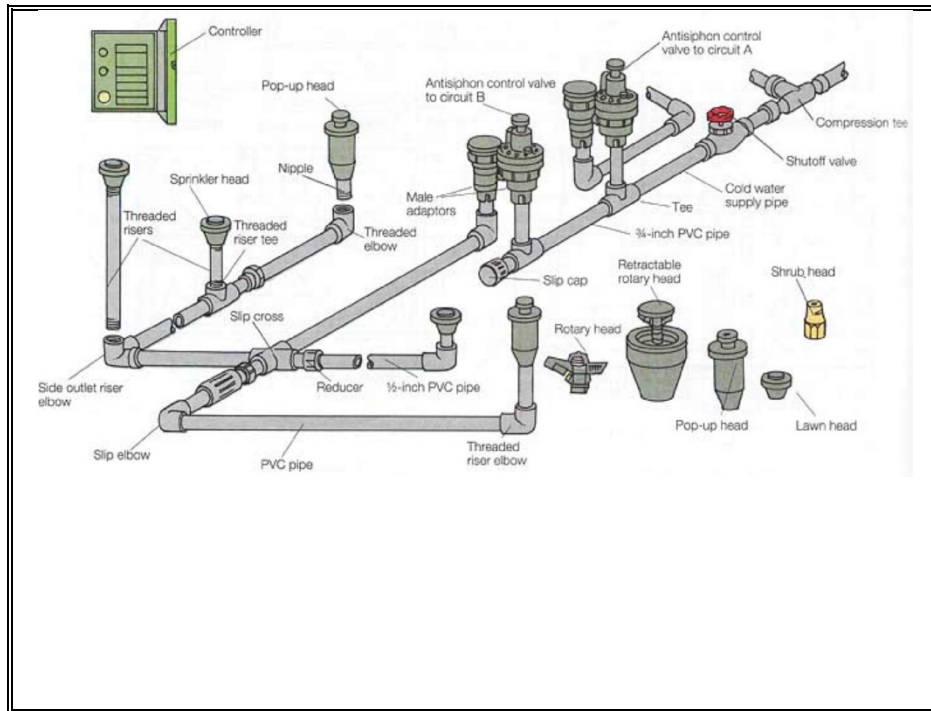 Controller
Antisiphon control
valve to circuit A
Pop-up head
Antisiphon control valve
to circuit B
Compression tee
Shutoff valve
Nipple
Sprinkler head
Male
adaptors
Cold water
supply pipe
Tee
Threaded
risers
Threaded
riser tee
Threaded
elbow
¾-inch PVC pipe
Slip cap
Retractable
rotary head
Shrub head
Slip cross
Rotary head
Side outlet riser
elbow
Reducer
½-inch PVC pipe
Pop-up head
Lawn head
Slip elbow
PVC pipe
Threaded
riser elbow